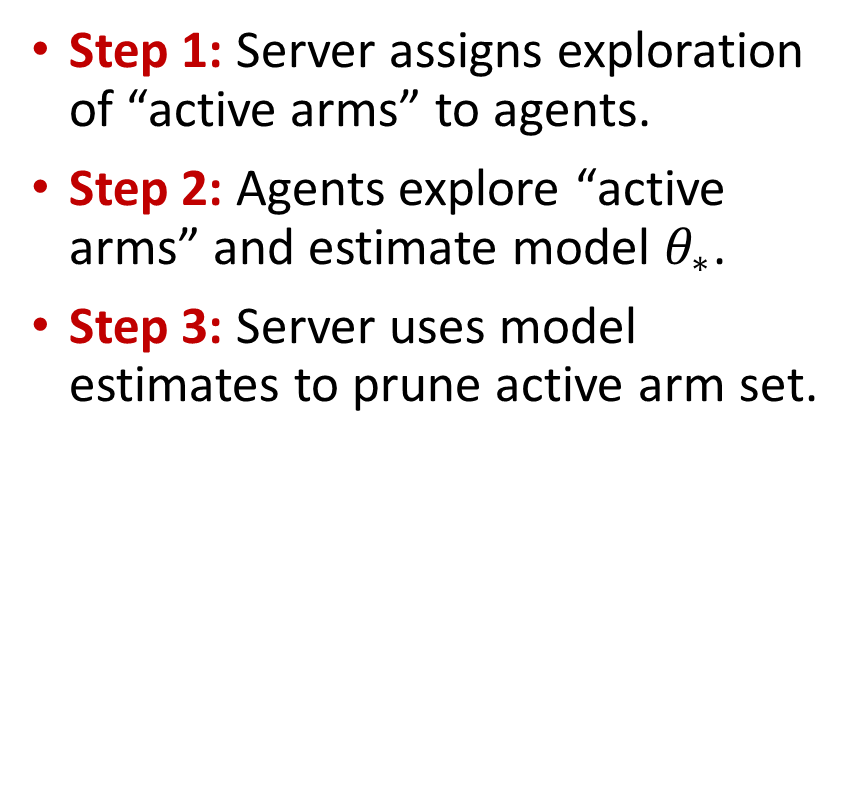 • Step 1: Server assigns exploration
of “active arms” to agents.
• Step 2: Agents explore “active
arms” and estimate model θ∗.
• Step 3: Server uses model
estimates to prune active arm set.